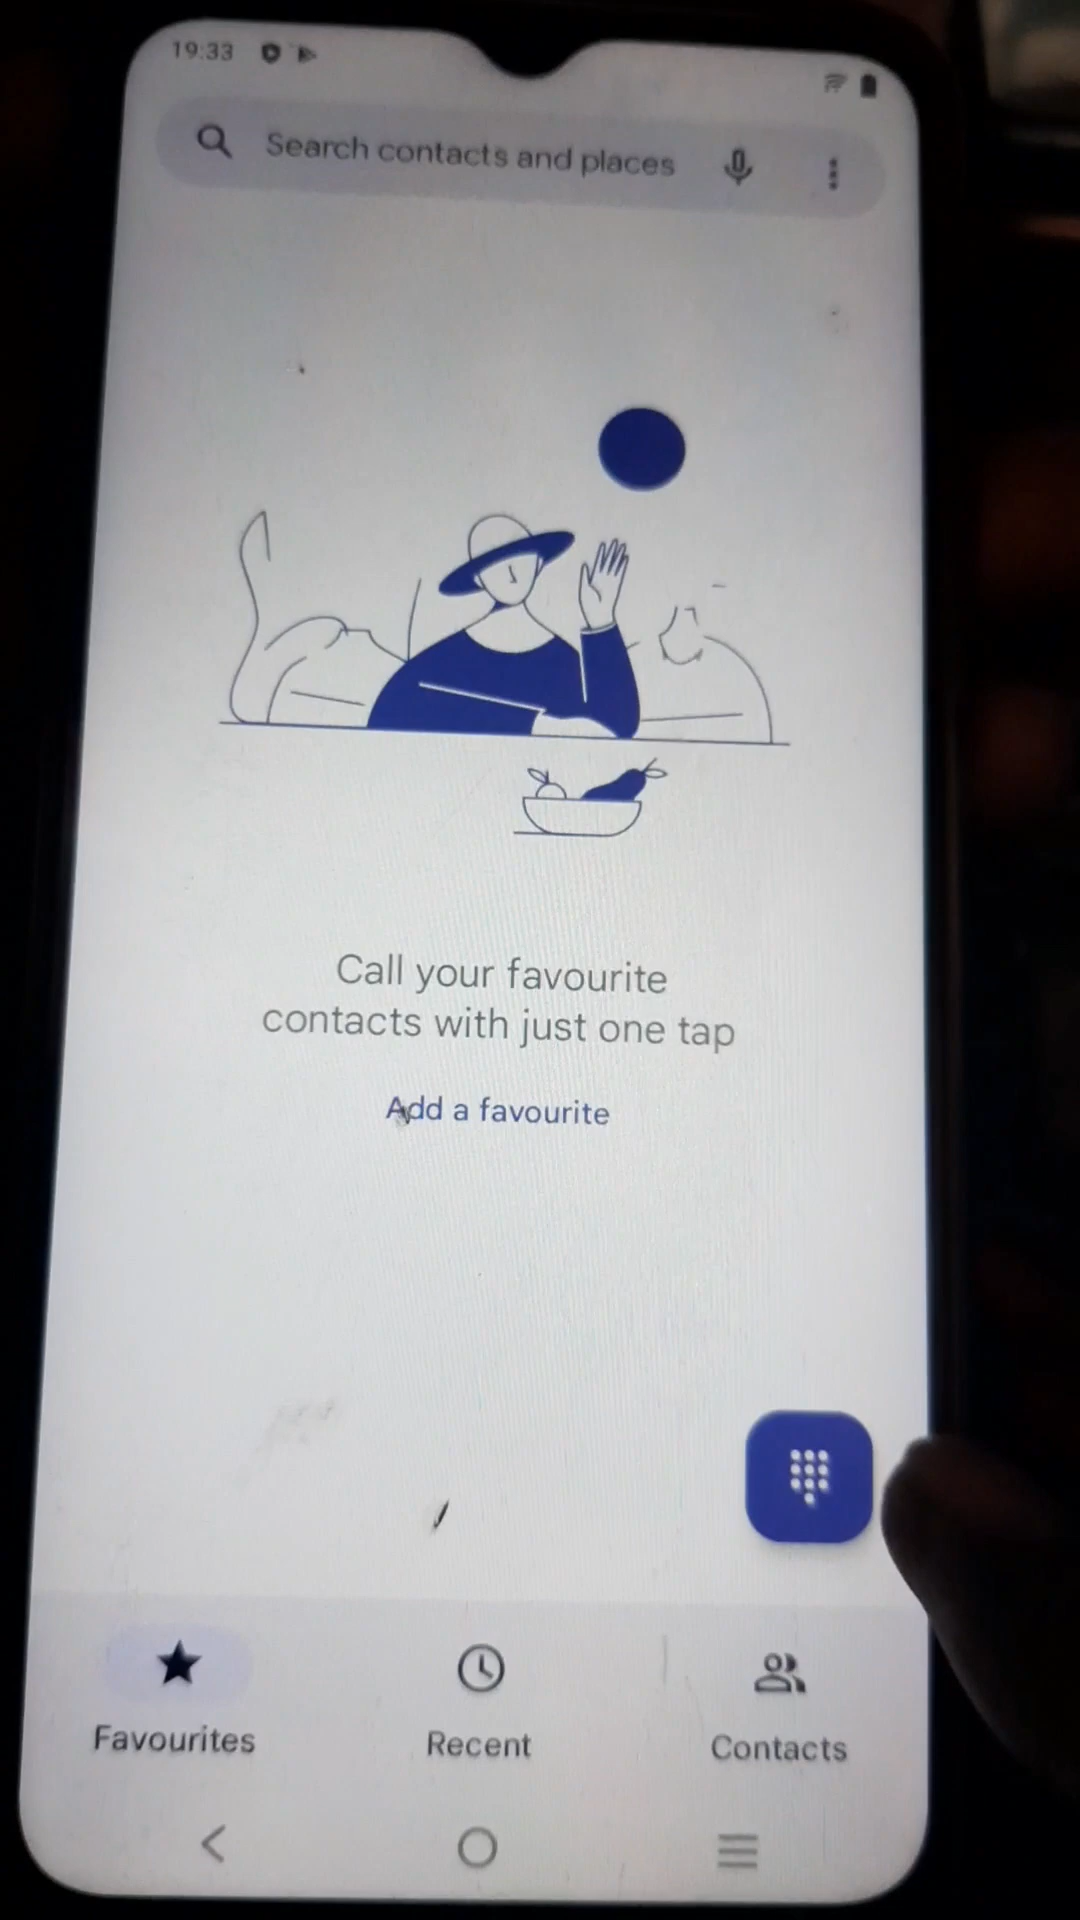 19:33
Search contacts and places
Call your favourite
contacts with just one tap
Add a favourite
Favourites
Recent
Contacts